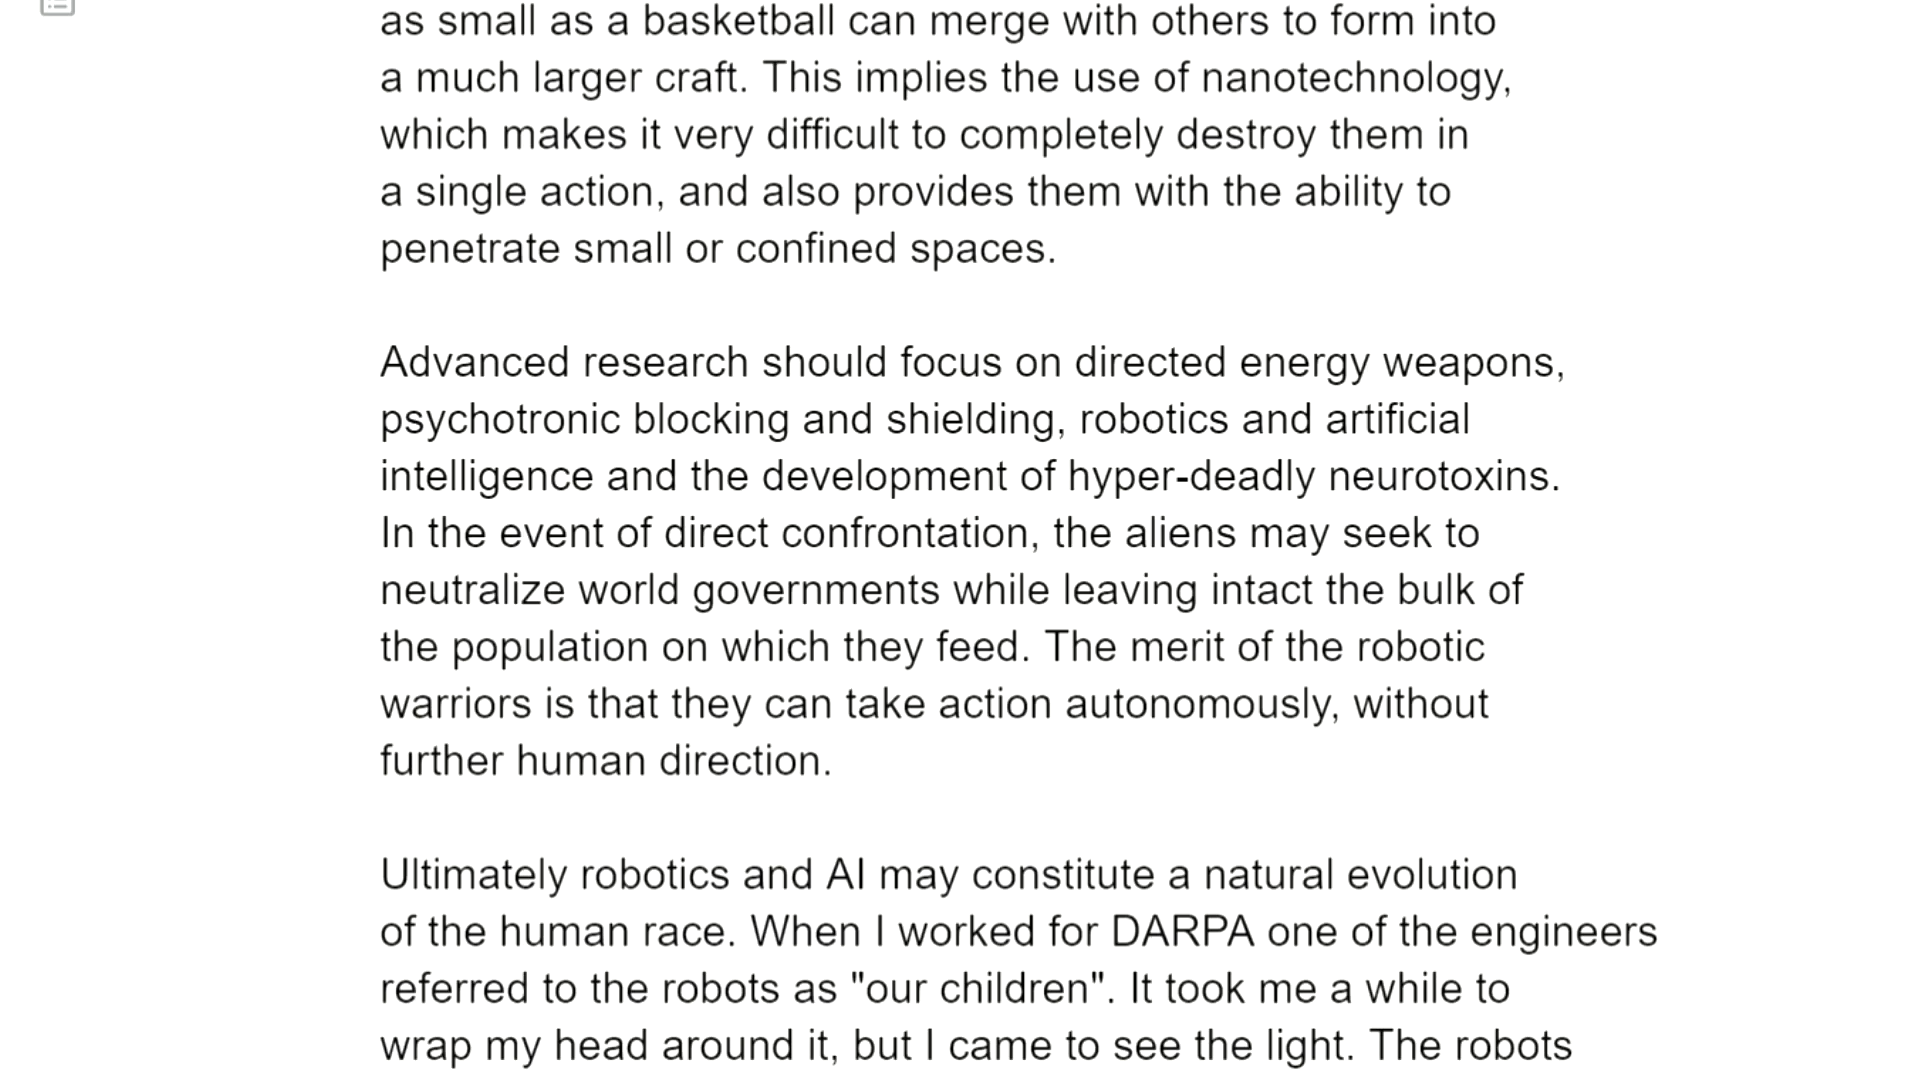 as small as a basketball can merge with others to form into
a much larger craft. This implies the use of nanotechnology,
which makes it very difficult to completely destroy them in
a single action, and also provides them with the ability to
penetrate small or confined spaces.
Advanced research should focus on directed energy weapons,
psychotronic blocking and shielding, robotics and artificial
intelligence and the development of hyper-deadly neurotoxins.
In the event of direct confrontation, the aliens may seek to
neutralize world governments while leaving intact the bulk of
the population on which they feed. The merit of the robotic
warriors is that they can take action autonomously, without
further human direction.
Ultimately robotics and AI may constitute a natural evolution
of the human race. When I worked for DARPA one of the engineers
referred to the robots as "our children". It took me a while to
wrap my head around it, but I came to see the light. The robots